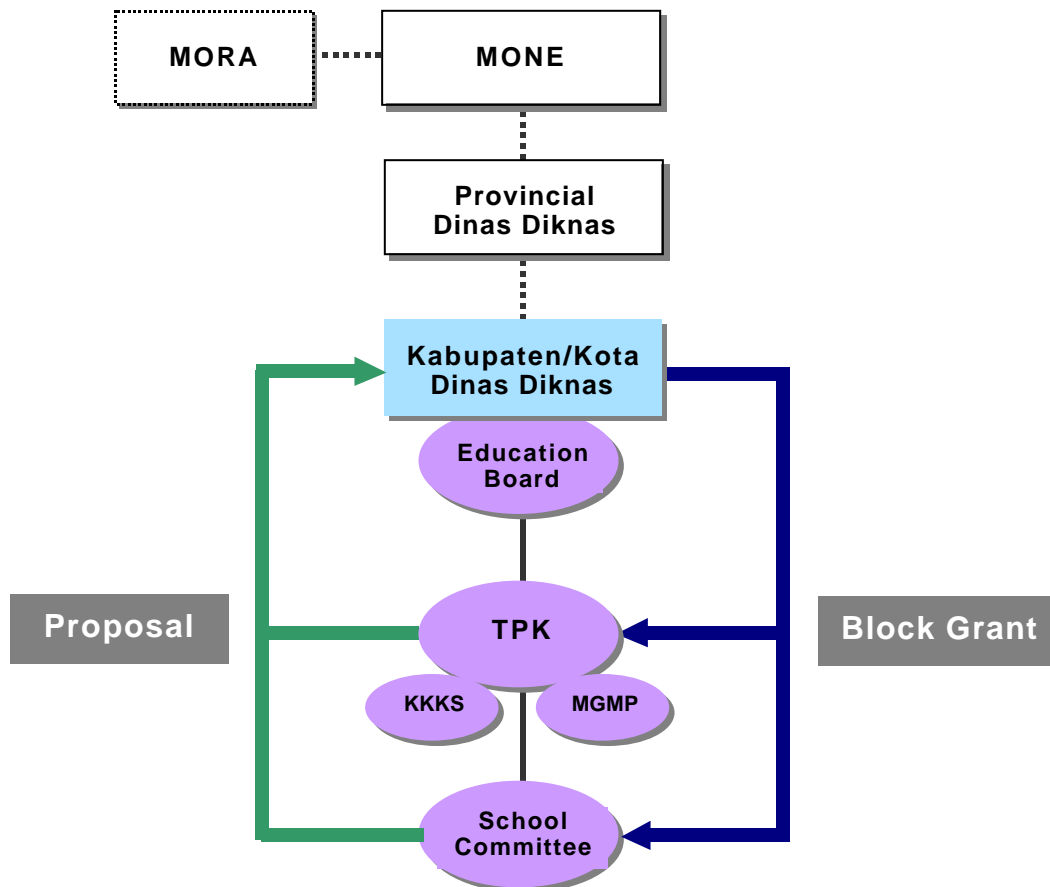 MORA
MONE
Provincial
Dinas Diknas
Kabupaten/Kota
Dinas Diknas
Education
Board
Proposal
TPK
Block Grant
KKKS
MGMP
School
Committee